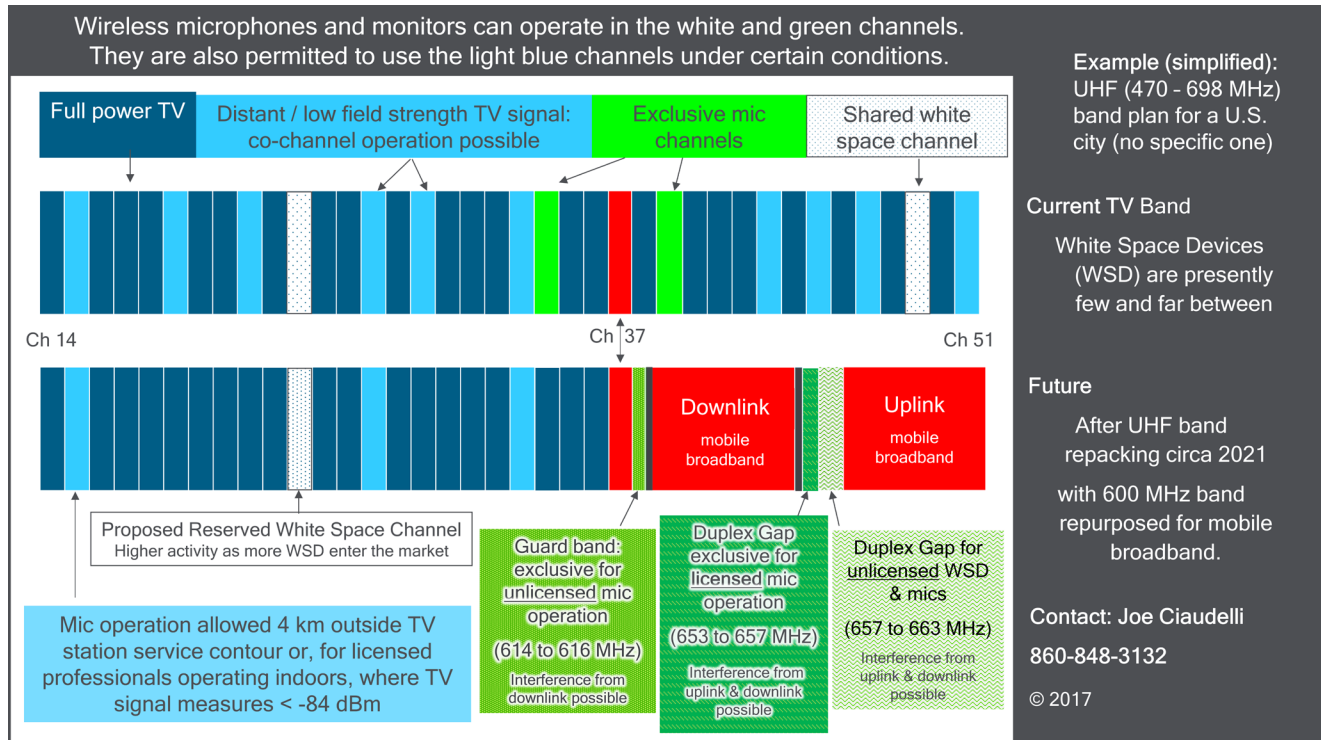 Wireless microphones and monitors can operate in the white and green channels.
They are also permitted to use the light blue channels under certain conditions.
Full power TV
Distant / low field strength TV signal:
co-channel operation possible
Exclusive mic
channels
Shared white
space channel
Ch 14
Ch 37
Ch 51
Downlink
mobile
broadband
Uplink
mobile
broadband
Proposed Reserved White Space Channel
Higher activity as more WSD enter the market
Mic operation allowed 4 km outside TV
station service contour or, for licensed
professionals operating indoors, where TV
signal measures < -84 dBm
Guard band:
exclusive for
unlicensed mic
operation
(614 to 616 MHz)
Interference from
downlink possible
Duplex Gap
exclusive for
licensed mic
operation
(653 to 657 MHz)
Interference from
uplink & downlink
possible
Duplex Gap for
unlicensed WSD
& mics
(657 to 663 MHz)
Interference from
uplink & downlink
possible
Example (simplified):
UHF (470 - 698 MHz)
band plan for a U.S.
city (no specific one)
Current TV Band
White Space Devices
(WSD) are presently
few and far between
Future
After UHF band
repacking circa 2021
with 600 MHz band
repurposed for mobile
broadband.
Contact: Joe Ciaudelli
860-848-3132
© 2017